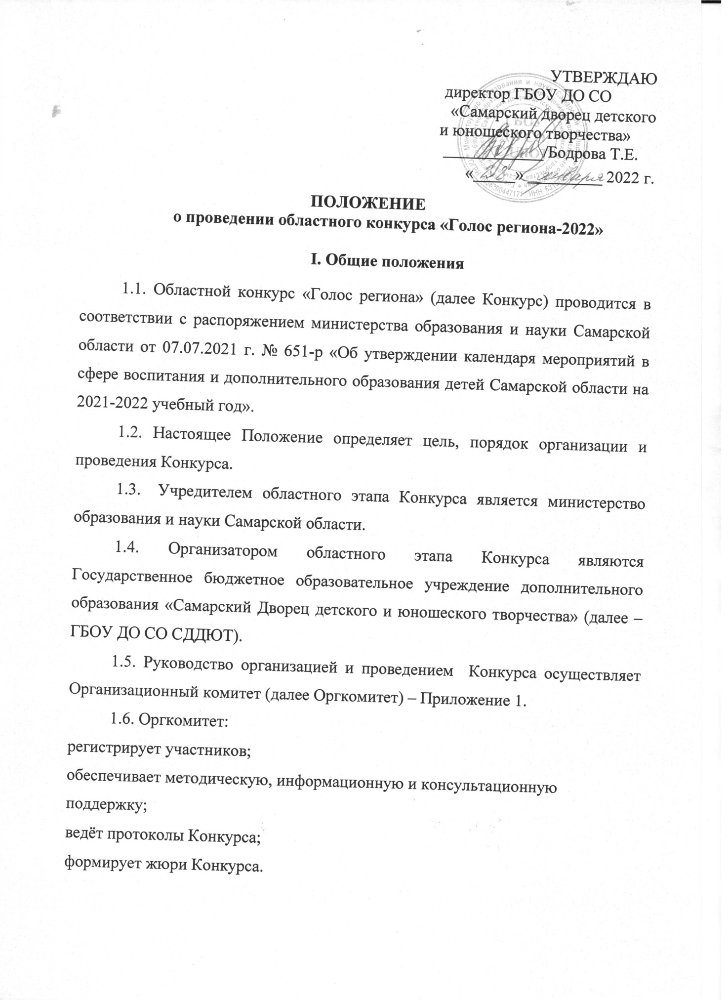 УТВЕРЖДАЮ
директор ГБОУ ДО СО
«Самарский дворец детского
и юношеского творчества»
/Бодрова Т.Е.
«28» января 2022 г.
ПОЛОЖЕНИЕ
о проведении областного конкурса «Голос региона-2022»
I. Общие положения
1.1. Областной конкурс «Голос региона» (далее Конкурс) проводится в
соответствии с распоряжением министерства образования и науки Самарской
области от 07.07.2021 г. № 651-р «Об утверждении календаря мероприятий в
сфере воспитания и дополнительного образования детей Самарской области на
2021-2022 учебный год».
1.2. Настоящее Положение определяет цель, порядок организации и
проведения Конкурса.
1.3. Учредителем областного этапа Конкурса является министерство
образования и науки Самарской области.
1.4. Организатором областного этапа Конкурса являются
Государственное бюджетное образовательное учреждение дополнительного
образования «Самарский Дворец детского и юношеского творчества» (далее –
ГБОУ ДО СО СДДЮТ).
1.5. Руководство организацией и проведением Конкурса осуществляет
Организационный комитет (далее Оргкомитет) – Приложение 1.
1.6. Оргкомитет:
регистрирует участников;
обеспечивает методическую, информационную и консультационную
поддержку;
ведёт протоколы Конкурса;
формирует жюри Конкурса.